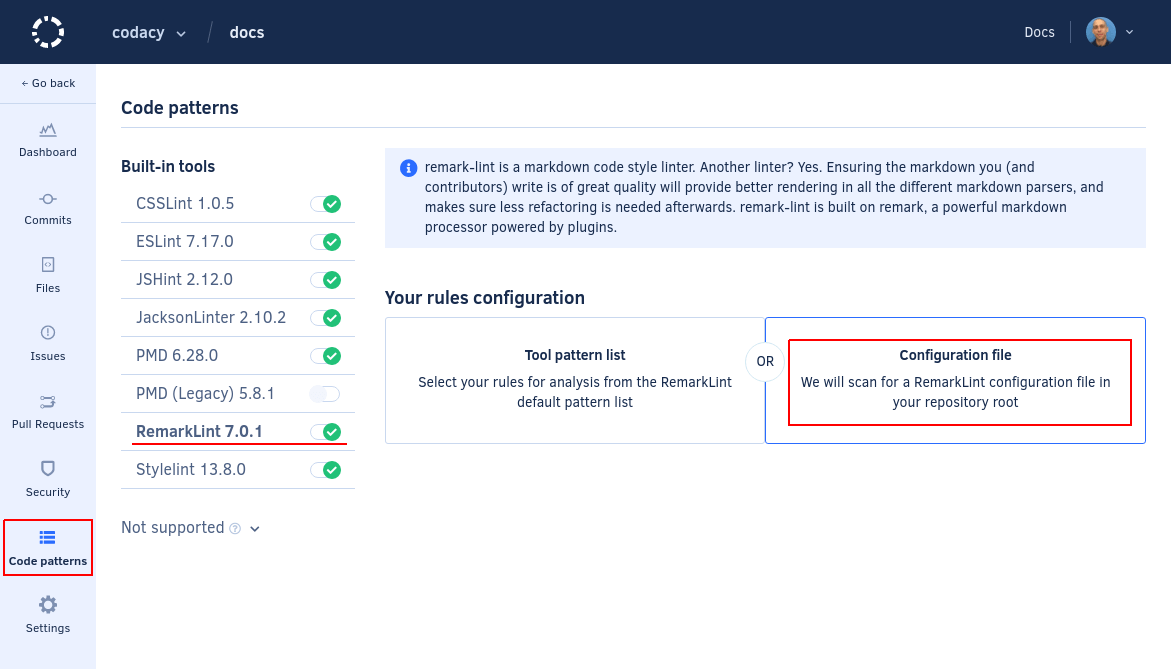 codacy / docs
Docs
← Go back
Dashboard
Commits
Files
Issues
Pull Requests
Security
Code patterns
Settings
Code patterns
Built-in tools
CSSLint 1.0.5
ESLint 7.17.0
JSHint 2.12.0
JacksonLinter 2.10.2
PMD 6.28.0
PMD (Legacy) 5.8.1
RemarkLint 7.0.1
Stylelint 13.8.0
Not supported ?
remark-lint is a markdown code style linter. Another linter? Yes. Ensuring the markdown you (and
contributors) write is of great quality will provide better rendering in all the different markdown parsers, and
makes sure less refactoring is needed afterwards. remark-lint is built on remark, a powerful markdown
processor powered by plugins.
Your rules configuration
Tool pattern list
Select your rules for analysis from the RemarkLint
default pattern list
OR
Configuration file
We will scan for a RemarkLint configuration file in
your repository root